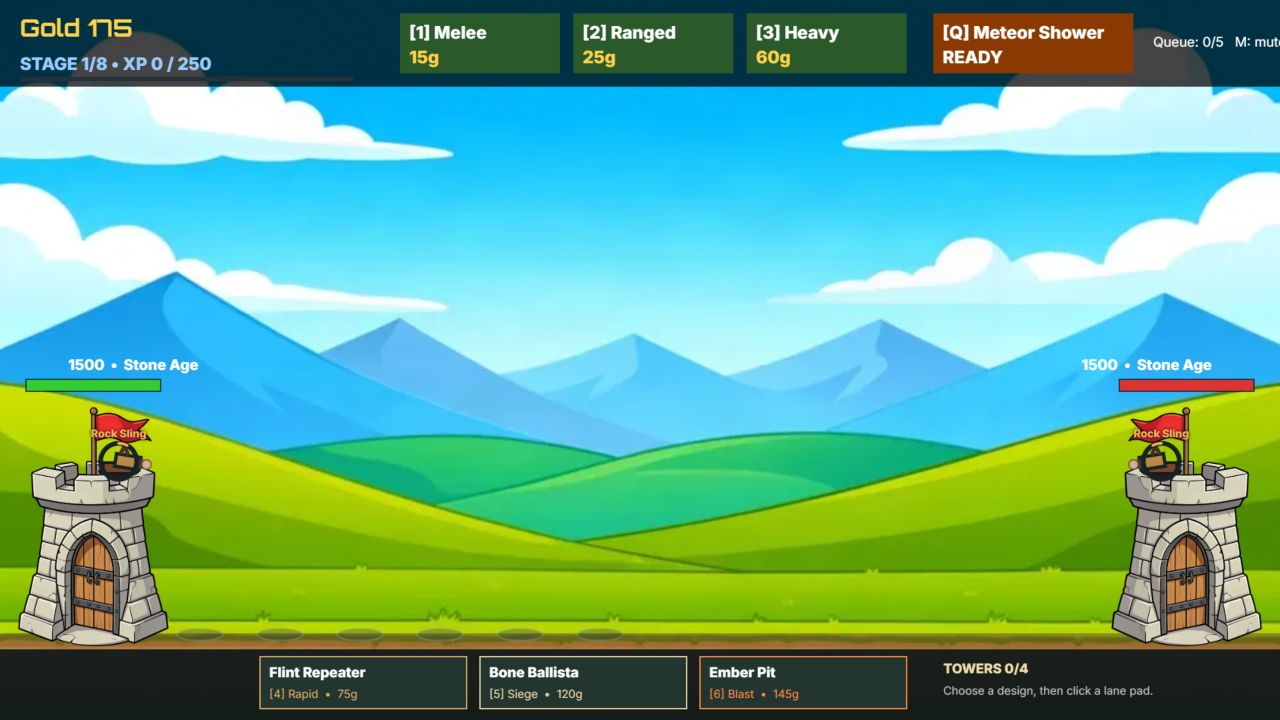 Gold 175
STAGE 1/8 • XP 0 / 250
[1] Melee
15g
[2] Ranged
25g
[3] Heavy
60g
[Q] Meteor Shower
READY
Queue: 0/5 M: mute
1500 • Stone Age
1500 • Stone Age
Rock Sling
Rock Sling
Flint Repeater
[4] Rapid • 75g
Bone Ballista
[5] Siege • 120g
Ember Pit
[6] Blast • 145g
TOWERS 0/4
Choose a design, then click a lane pad.